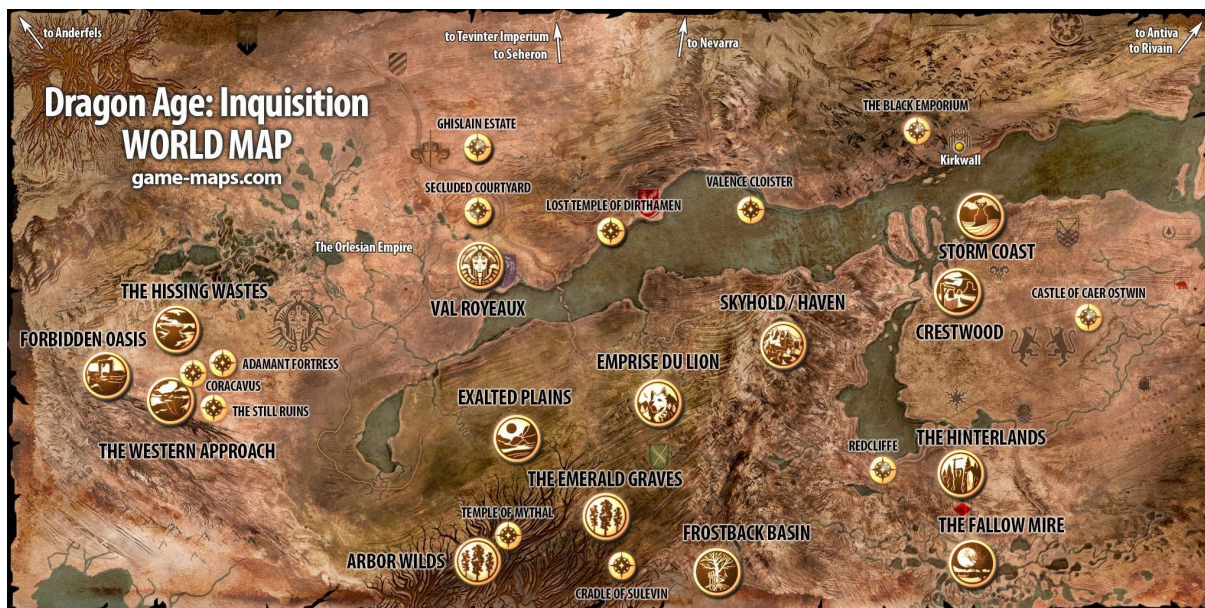 to Anderfels
to Tevinter Imperium
to Seheron
to Nevarra
to Antiva
to Rivain
Dragon Age: Inquisition
WORLD MAP
game-maps.com
GHISLAIN ESTATE
THE BLACK EMPORIUM
Kirkwall
SECLUDED COURTYARD
LOST TEMPLE OF DIRTHAMEN
VALENCE CLOISTER
The Orlesian Empire
STORM COAST
THE HISSING WASTES
VAL ROYEAUX
SKYHOLD / HAVEN
CASTLE OF CAER OSTWIN
CRESTWOOD
FORBIDDEN OASIS
ADAMANT FORTRESS
CORACAVUS
EMPRISE DU LION
THE STILL RUINS
EXALTED PLAINS
THE WESTERN APPROACH
REDCLIFFE
THE HINTERLANDS
THE EMERALD GRAVES
TEMPLE OF MYTHAL
FROSTBACK BASIN
THE FALLOW MIRE
ARBOR WILDS
CRADLE OF SULEVIN